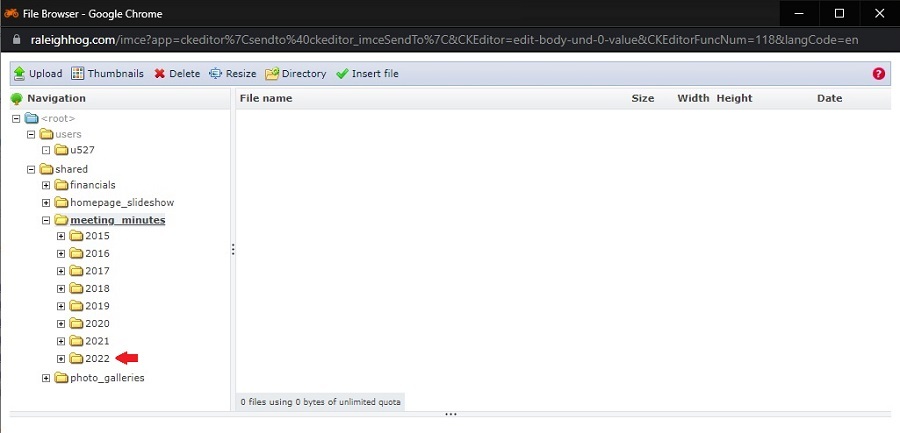 File Browser - Google Chrome
raleighhog.com/imce?app=ckeditor%7Csendto%40ckeditor_imceSendTo%7C&CKEditor=edit-body-und-0-value&CKEditorFuncNum=118&langCode=en
Upload Thumbnails Delete Resize Directory Insert file ?
Navigation File name Size Width Height Date
<root>
users
u527
shared
financials
homepage_slideshow
meeting_minutes
2015
2016
2017
2018
2019
2020
2021
2022
photo_galleries
0 files using 0 bytes of unlimited quota